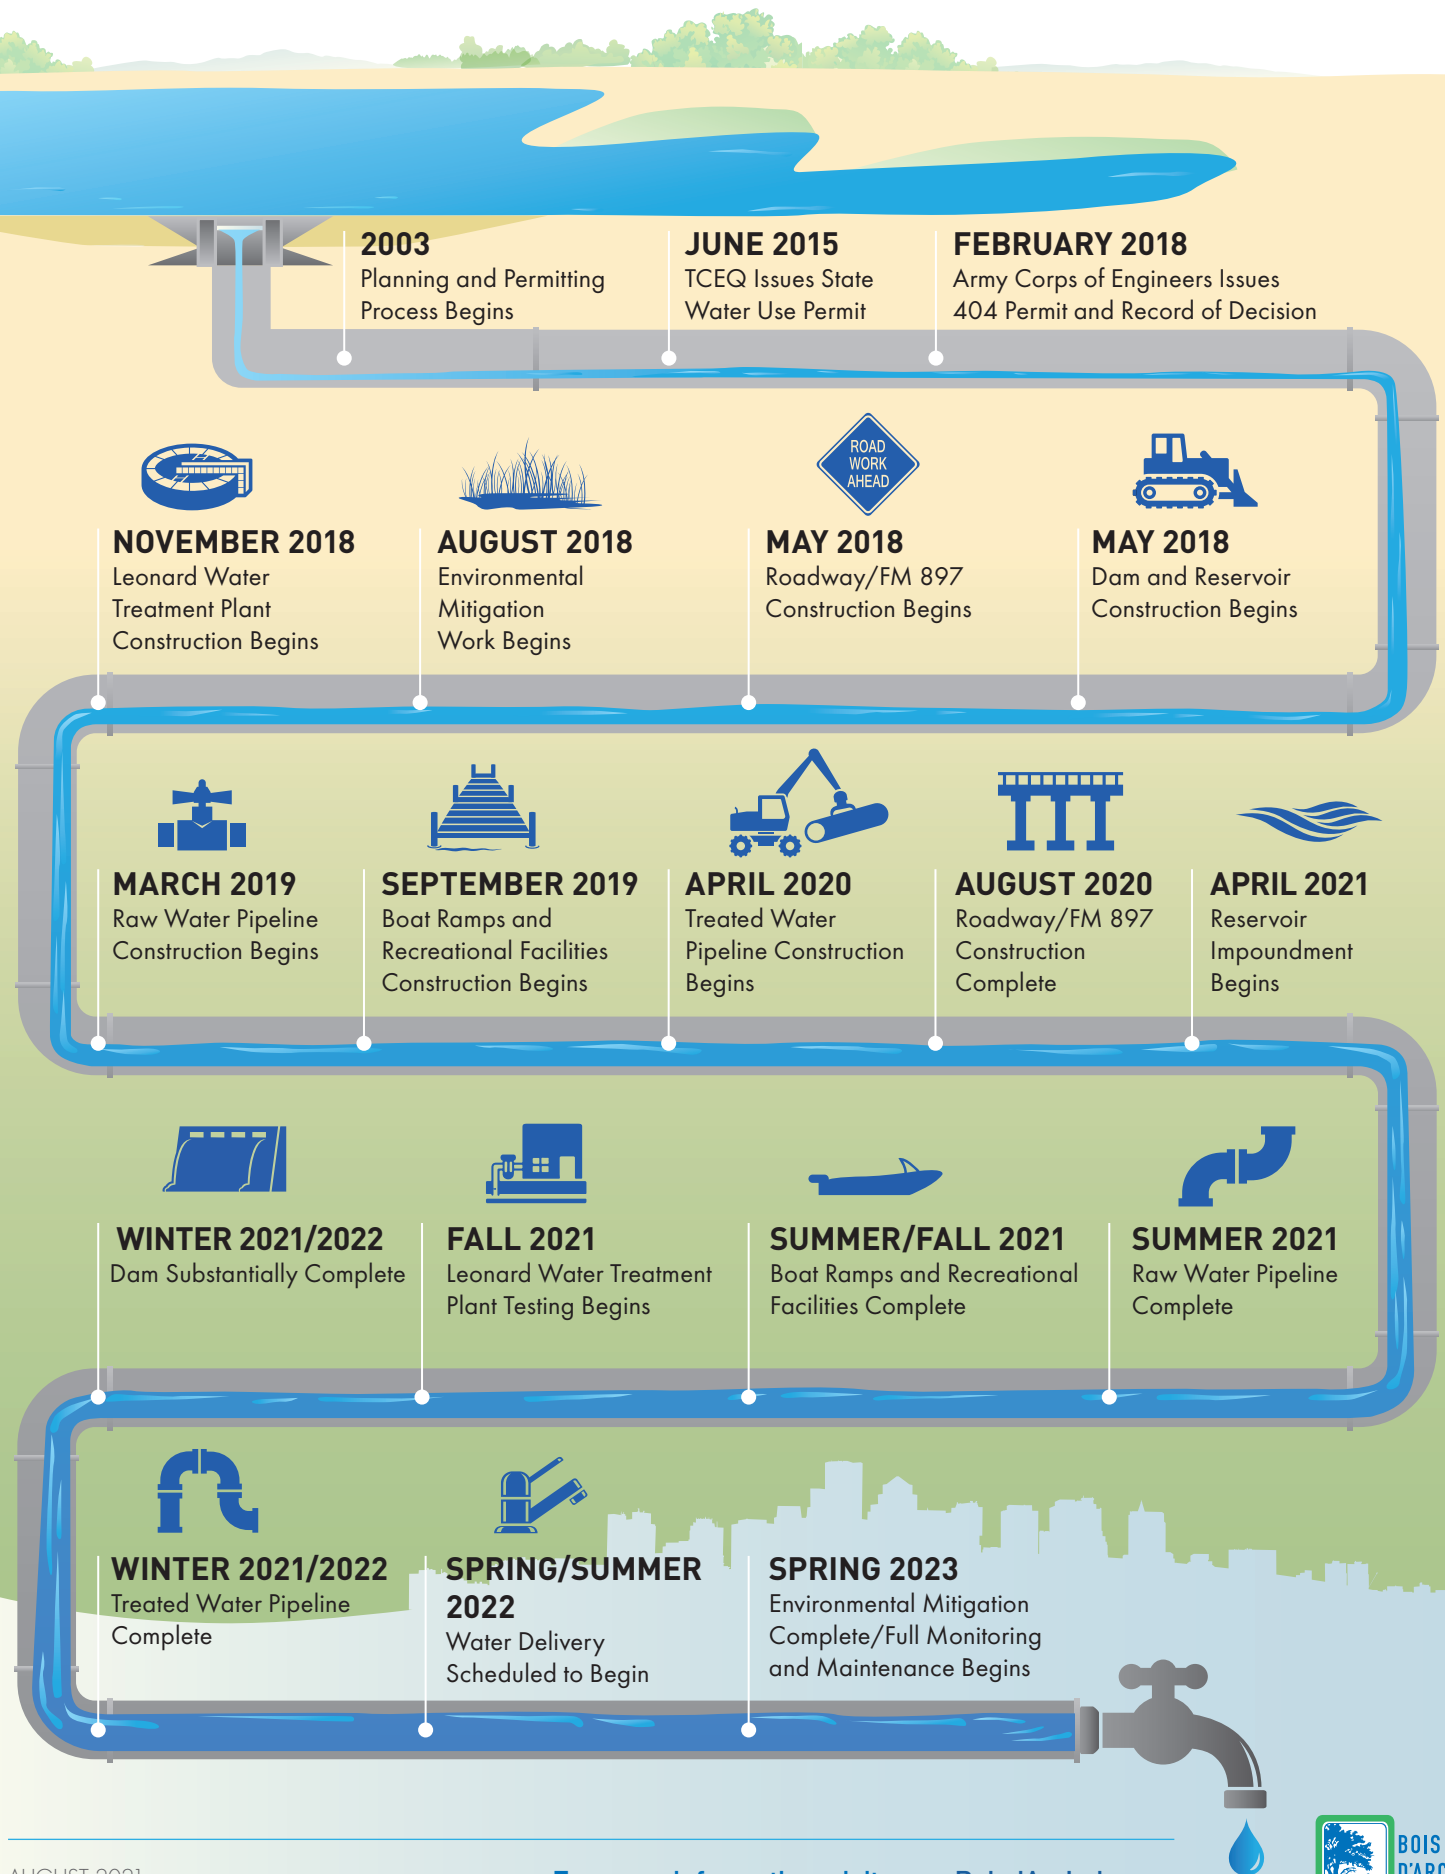 2003
Planning and Permitting
Process Begins
JUNE 2015
TCEQ Issues State
Water Use Permit
FEBRUARY 2018
Army Corps of Engineers Issues
404 Permit and Record of Decision
ROAD
WORK
AHEAD
NOVEMBER 2018
Leonard Water
Treatment Plant
Construction Begins
AUGUST 2018
Environmental
Mitigation
Work Begins
MAY 2018
Roadway/FM 897
Construction Begins
MAY 2018
Dam and Reservoir
Construction Begins
MARCH 2019
Raw Water Pipeline
Construction Begins
SEPTEMBER 2019
Boat Ramps and
Recreational Facilities
Construction Begins
APRIL 2020
Treated Water
Pipeline Construction
Begins
AUGUST 2020
Roadway/FM 897
Construction
Complete
APRIL 2021
Reservoir
Impoundment
Begins
WINTER 2021/2022
Dam Substantially Complete
FALL 2021
Leonard Water Treatment
Plant Testing Begins
SUMMER/FALL 2021
Boat Ramps and Recreational
Facilities Complete
SUMMER 2021
Raw Water Pipeline
Complete
WINTER 2021/2022
Treated Water Pipeline
Complete
SPRING/SUMMER
2022
Water Delivery
Scheduled to Begin
SPRING 2023
Environmental Mitigation
Complete/Full Monitoring
and Maintenance Begins
BOIS
AUGUST 2021